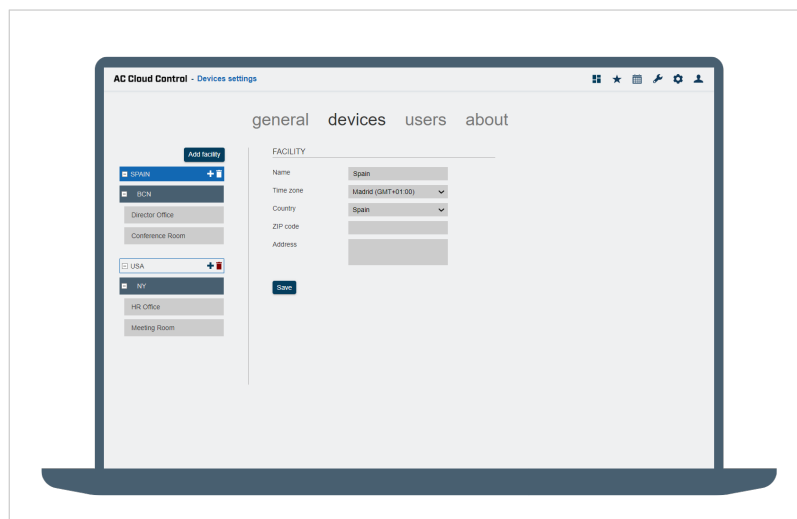 AC Cloud Control - Devices settings
general devices users about
Add facility
SPAIN
BCN
Director Office
Conference Room
USA
NY
HR Office
Meeting Room
FACILITY
Name Spain
Time zone Madrid (GMT+01:00)
Country Spain
ZIP code
Address
Save